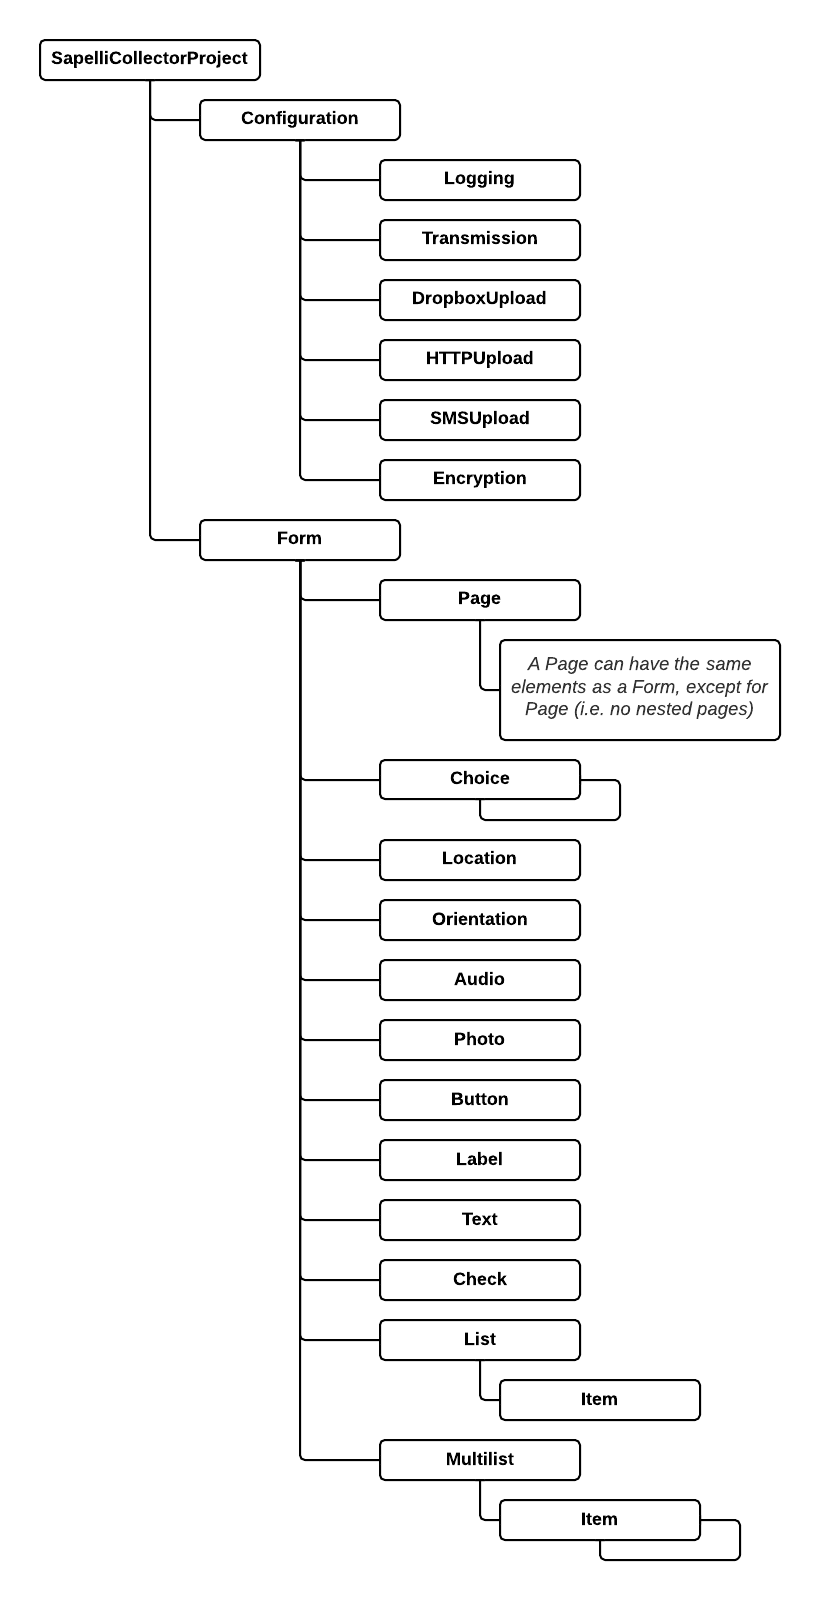 SapelliCollectorProject
Configuration
Logging
Transmission
DropboxUpload
HTTPUpload
SMSUpload
Encryption
Form
Page
A Page can have the same
elements as a Form, except for
Page (i.e. no nested pages)
Choice
Location
Orientation
Audio
Photo
Button
Label
Text
Check
List
Item
Multilist
Item